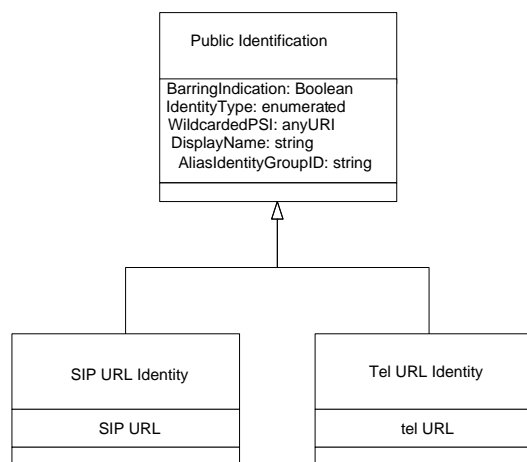 Public Identification
BarringIndication: Boolean
IdentityType: enumerated
WildcardedPSI: anyURI
DisplayName: string
AliasIdentityGroupID: string
SIP URL Identity
SIP URL
Tel URL Identity
tel URL